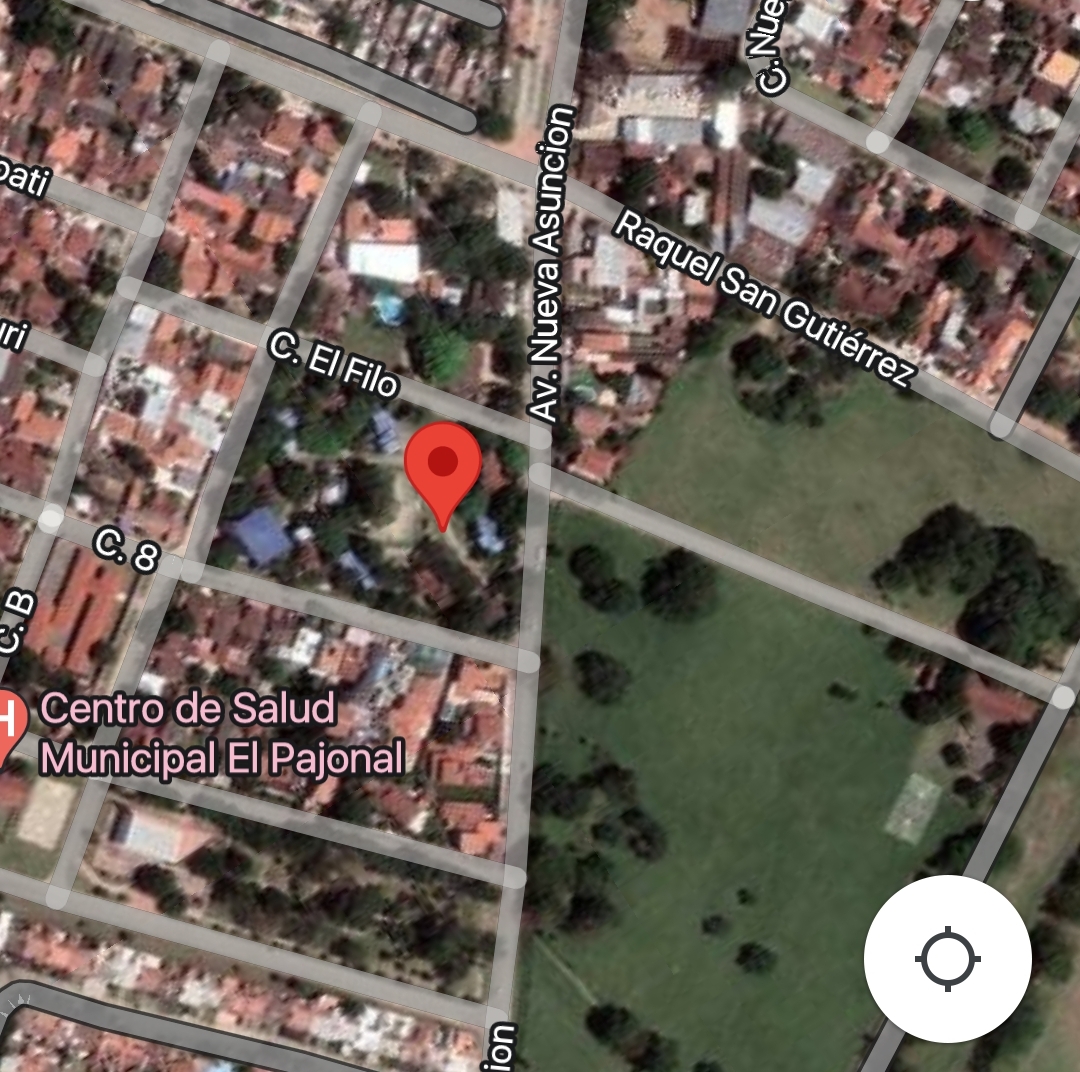 C. Nue
pati
Av. Nueva Asuncion
Raquel San Gutiérrez
uri
C. El Filo
C. 8
C. B
H
Centro de Salud
Municipal El Pajonal
ion